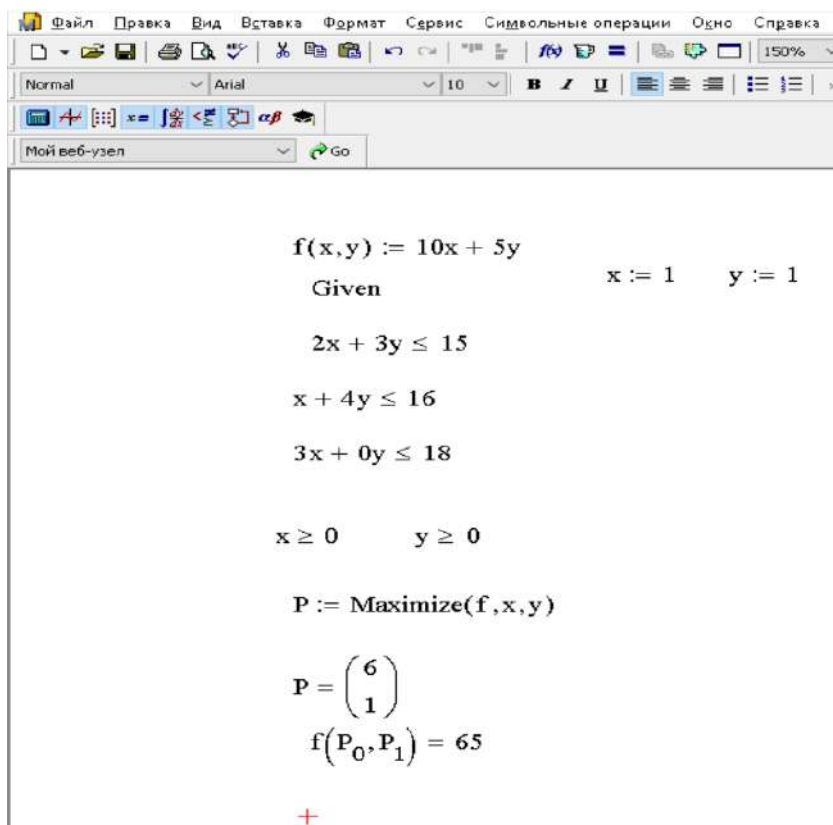 Файл Правка Вид Вставка Формат Сервис Символьные операции Окно Справка
150%
Normal Arial 10 B I U
αβ
Мой веб-узел Go
f(x,y) := 10x + 5y
x := 1 y := 1
Given
2x + 3y ≤ 15
x + 4y ≤ 16
3x + 0y ≤ 18
x ≥ 0 y ≥ 0
P := Maximize(f,x,y)
P = (6
1)
f(P₀,P₁) = 65